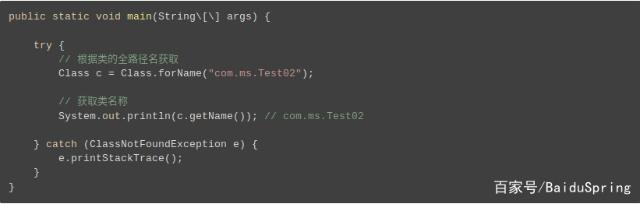 public static void main(String\[\] args) {
try {
// 根据类的全路径名获取
Class c = Class.forName("com.ms.Test02");
// 获取类名称
System.out.println(c.getName()); // com.ms.Test02
} catch (ClassNotFoundException e) {
e.printStackTrace();
}
}
百家号/BaiduSpring